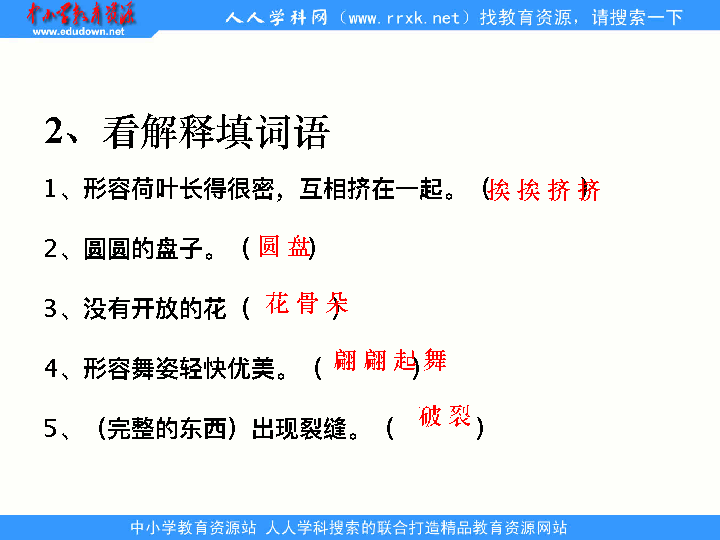 中小学教育资源
www.edudown.net
人人学科网（www.rrxk.net）找教育资源，请搜索一下
2、看解释填词语
1、形容荷叶长得很密，互相挤在一起。（挨挨挤挤）
2、圆圆的盘子。（圆盘）
3、没有开放的花（花骨朵）
4、形容舞姿轻快优美。（翩翩起舞）
5、（完整的东西）出现裂缝。（破裂）
中小学教育资源站 人人学科搜索的联合打造精品教育资源网站